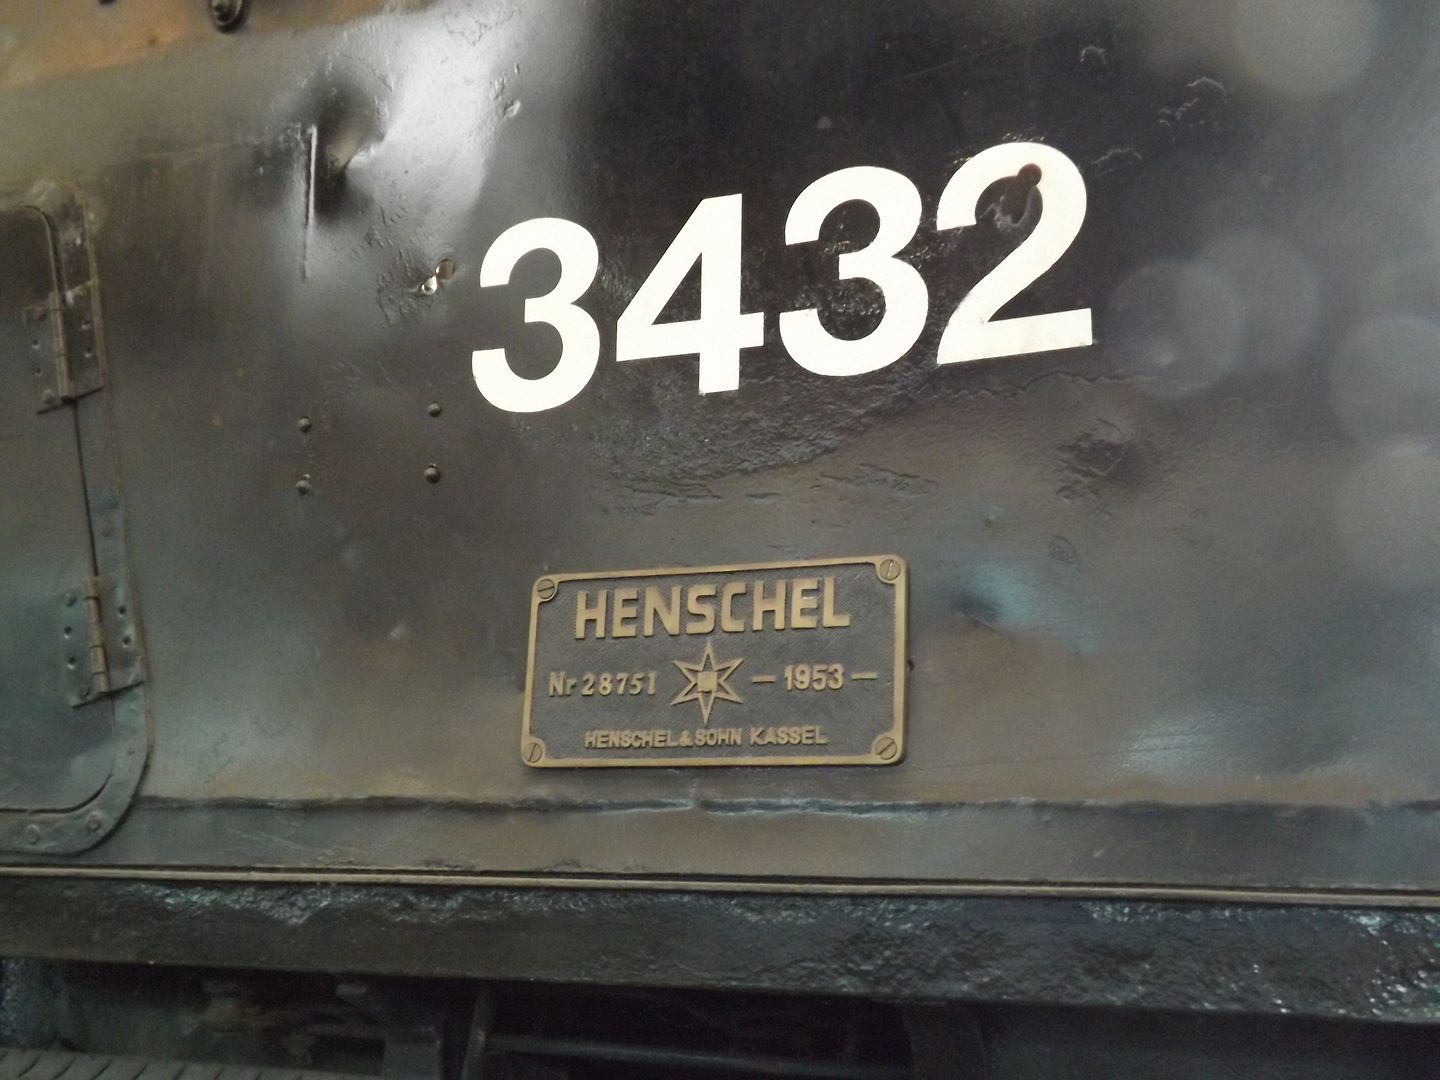 3432
HENSCHEL
Nr 28751 — 1953 —
HENSCHEL & SOHN KASSEL